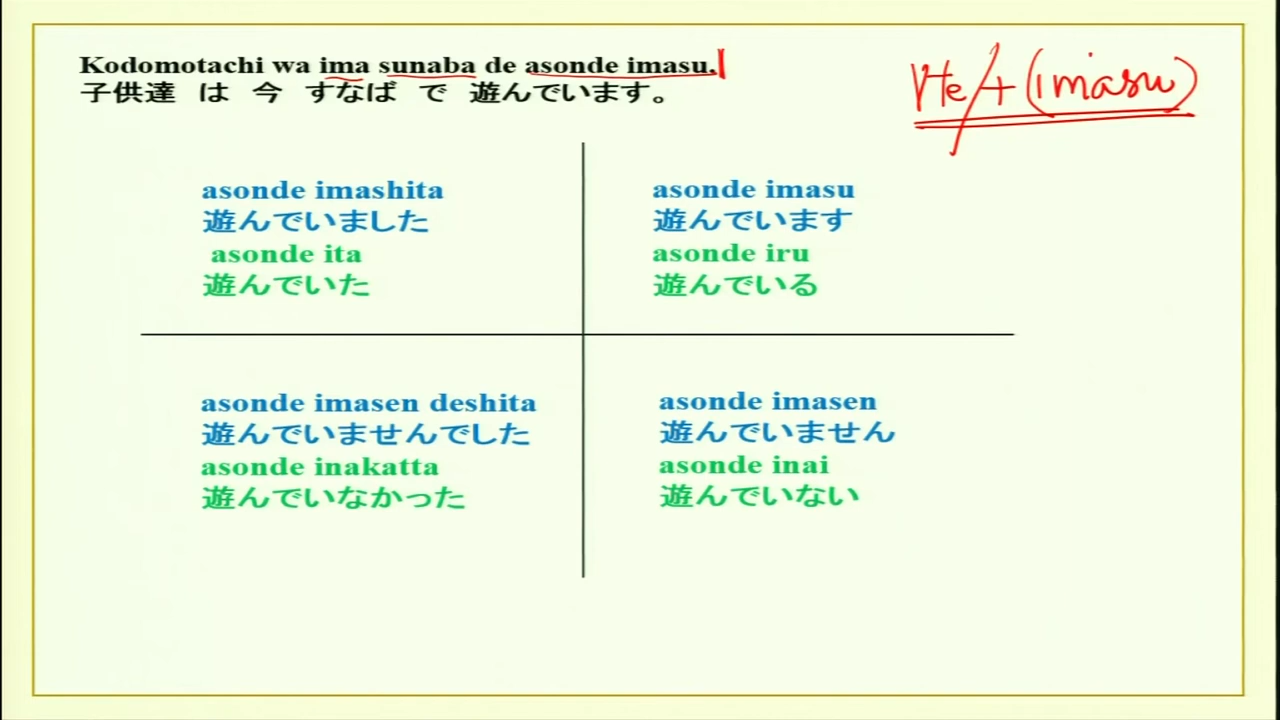 Kodomotachi wa ima sunaba de asonde imasu.
子供達 は 今 すなば で 遊んでいます。
Vte + (imasu)
asonde imashita
遊んでいました
asonde ita
遊んでいた
asonde imasu
遊んでいます
asonde iru
遊んでいる
asonde imasen deshita
遊んでいませんでした
asonde inakatta
遊んでいなかった
asonde imasen
遊んでいません
asonde inai
遊んでいない